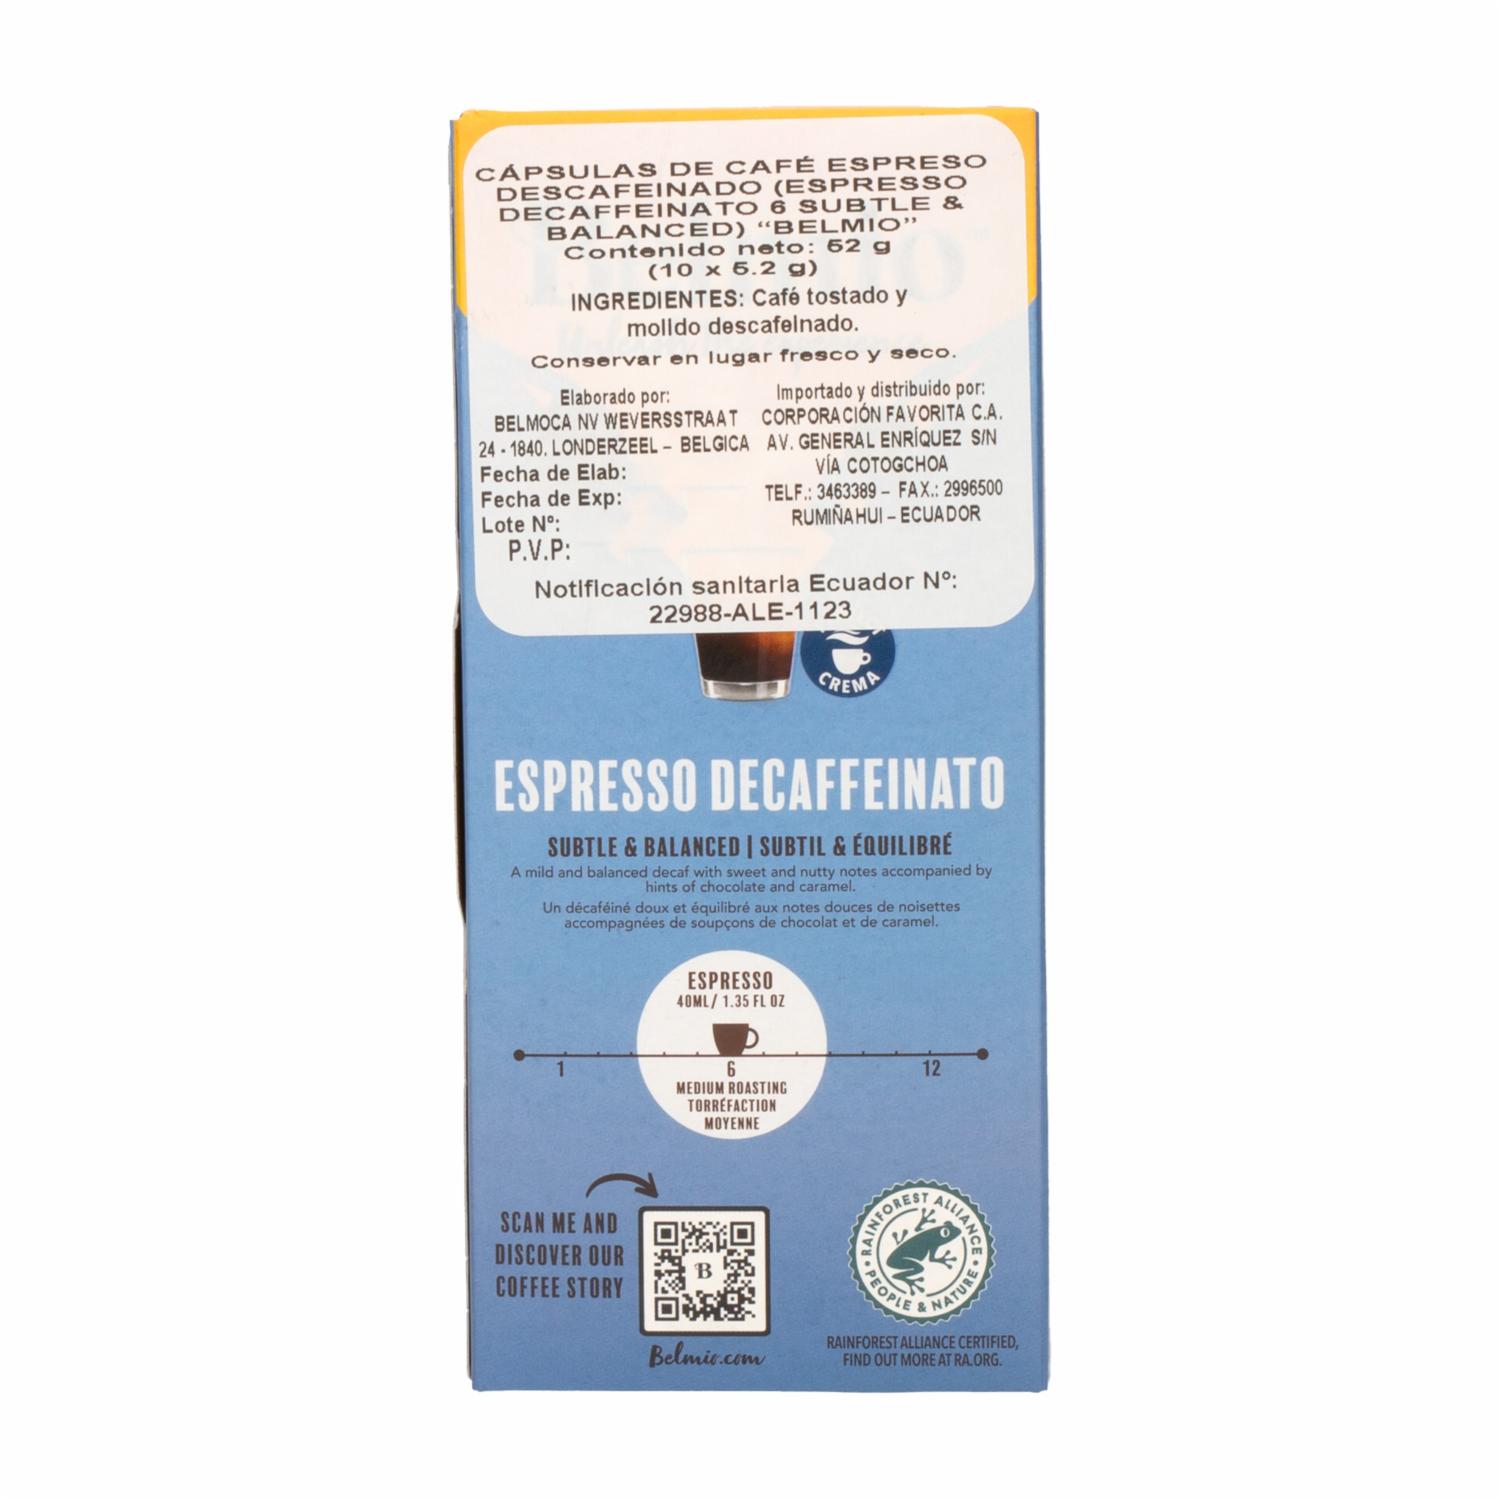 CÁPSULAS DE CAFÉ ESPRESO
DESCAFEINADO (ESPRESSO
DECAFFEINATO 6 SUBTLE &
BALANCED) “BELMIO”
Contenido neto: 52 g
(10 x 5.2 g)
INGREDIENTES: Café tostado y
molido descafeinado.
Conservar en lugar fresco y seco.
Elaborado por:
BELMOCA NV WEVERSSTRAAT
24 - 1840. LONDERZEEL – BELGICA
Fecha de Elab:
Fecha de Exp:
Lote Nº:
P.V.P:
Importado y distribuido por:
CORPORACIÓN FAVORITA C.A.
AV. GENERAL ENRÍQUEZ S/N
VÍA COTOGCHOA
TELF.: 3463389 – FAX.: 2996500
RUMIÑAHUI – ECUADOR
Notificación sanitaria Ecuador Nº:
22988-ALE-1123
CREMA
ESPRESSO DECAFFEINATO
SUBTLE & BALANCED | SUBTIL & ÉQUILIBRÉ
A mild and balanced decaf with sweet and nutty notes accompanied by
hints of chocolate and caramel.
Un décaféiné doux et équilibré aux notes douces de noisettes
accompagnées de soupçons de chocolat et de caramel.
ESPRESSO
40ML/ 1.35 FL OZ
1 6 12
MEDIUM ROASTING
TORRÉFACTION
MOYENNE
SCAN ME AND
DISCOVER OUR
COFFEE STORY
B
Belmio.com
RAINFOREST ALLIANCE
PEOPLE & NATURE
RAINFOREST ALLIANCE CERTIFIED,
FIND OUT MORE AT RA.ORG.